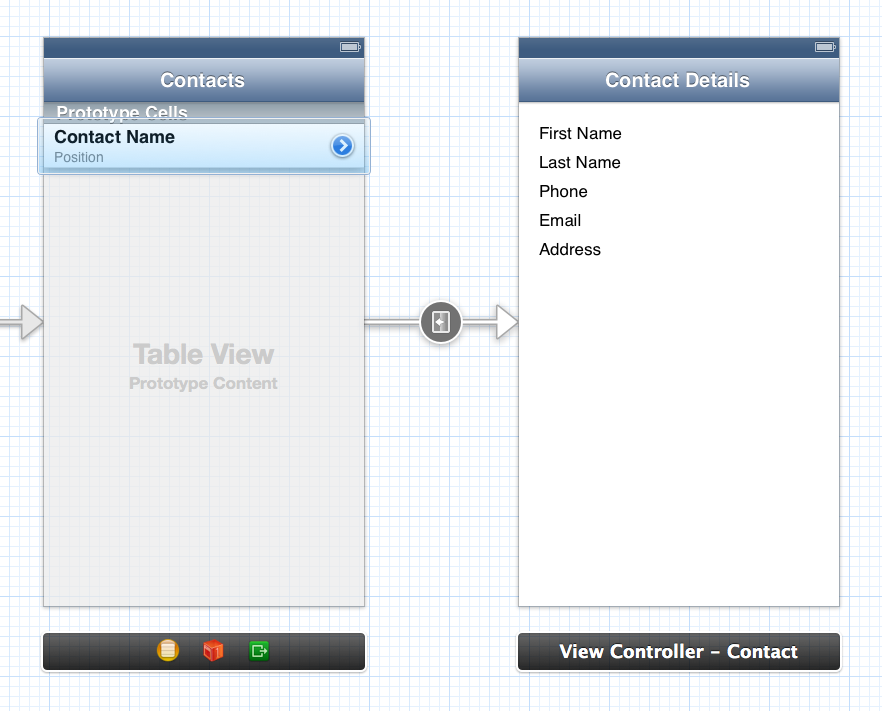 Contacts
Prototype Cells
Contact Name
Position
Table View
Prototype Content
Contact Details
First Name
Last Name
Phone
Email
Address
View Controller – Contact